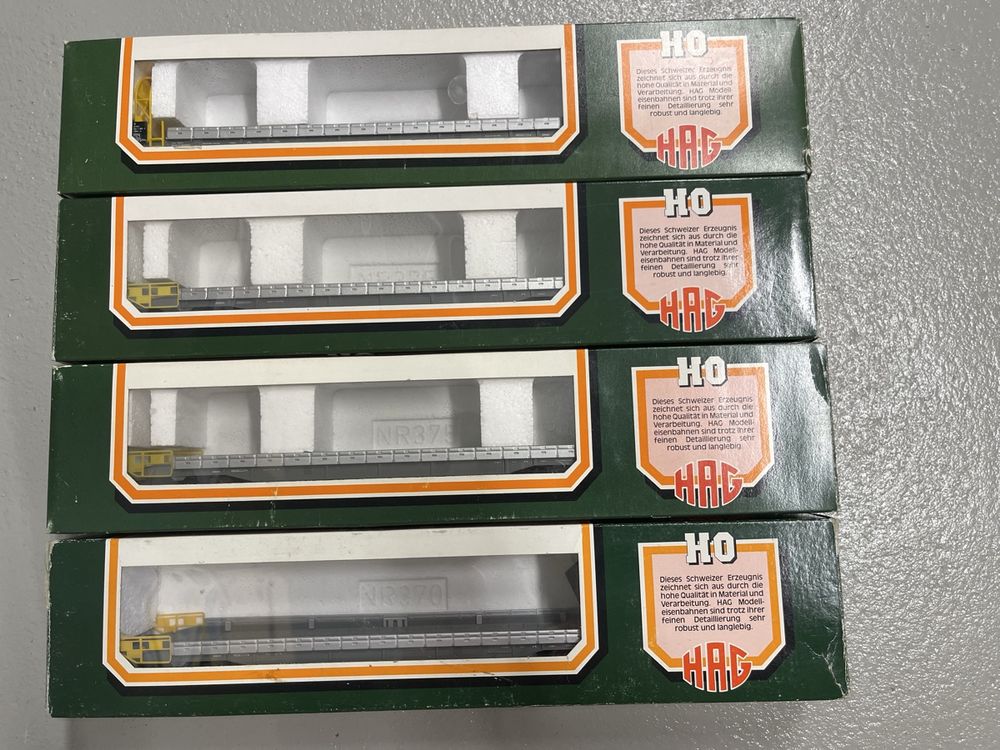 HO
Dieses Schweizer Erzeugnis
zeichnet sich aus durch die
hohe Qualität in Material und
Verarbeitung. HAG Modell-
eisenbahnen sind trotz ihrer
feinen Detaillierung sehr
robust und langlebig.
HAG
HO
Dieses Schweizer Erzeugnis
zeichnet sich aus durch die
hohe Qualität in Material und
Verarbeitung. HAG Modell-
eisenbahnen sind trotz ihrer
feinen Detaillierung sehr
robust und langlebig.
HAG
HO
Dieses Schweizer Erzeugnis
zeichnet sich aus durch die
hohe Qualität in Material und
Verarbeitung. HAG Modell-
eisenbahnen sind trotz ihrer
feinen Detaillierung sehr
robust und langlebig.
HAG
HO
Dieses Schweizer Erzeugnis
zeichnet sich aus durch die
hohe Qualität in Material und
Verarbeitung. HAG Modell-
eisenbahnen sind trotz ihrer
feinen Detaillierung sehr
robust und langlebig.
HAG